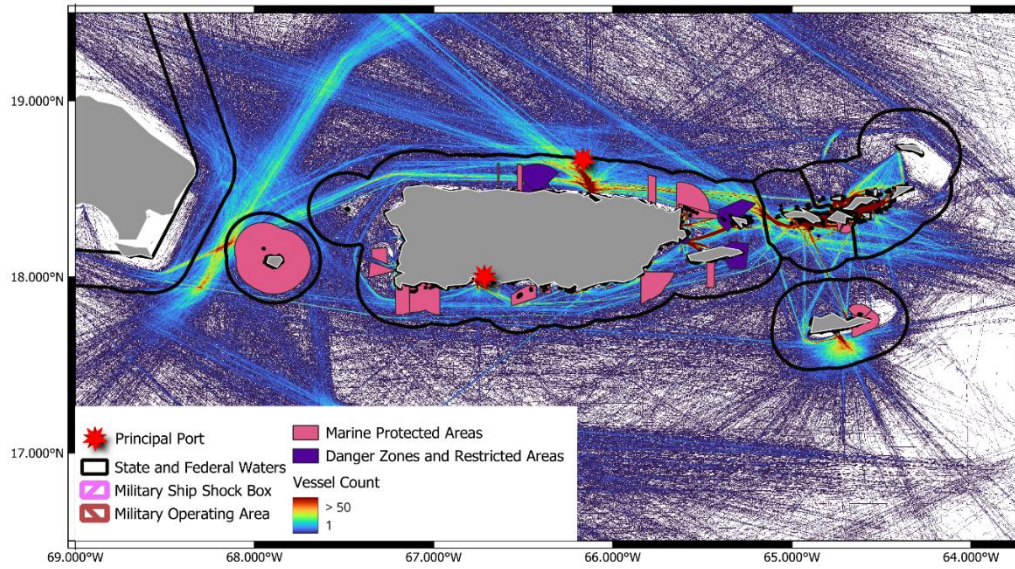 19.000°N
18.000°N
17.000°N
Principal Port
State and Federal Waters
Military Ship Shock Box
Military Operating Area
Marine Protected Areas
Danger Zones and Restricted Areas
Vessel Count
> 50
1
69.000°W 68.000°W 67.000°W 66.000°W 65.000°W 64.000°W